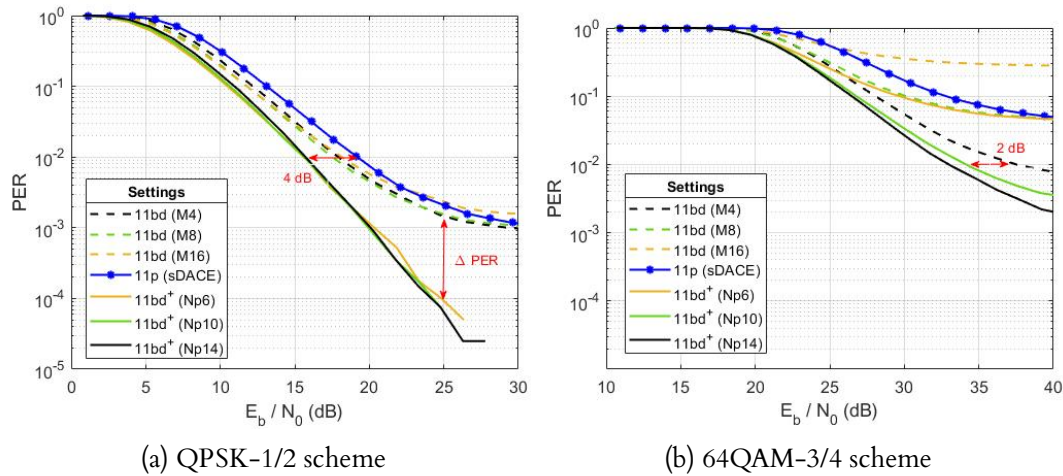 10⁰
10⁻¹
10⁻²
10⁻³
10⁻⁴
10⁻⁵
PER
4 dB
Δ PER
Settings
11bd (M4)
11bd (M8)
11bd (M16)
11p (sDACE)
11bd⁺ (Np6)
11bd⁺ (Np10)
11bd⁺ (Np14)
0 5 10 15 20 25 30
E_b / N_0 (dB)
(a) QPSK-1/2 scheme
10⁰
10⁻¹
10⁻²
10⁻³
10⁻⁴
PER
2 dB
Settings
11bd (M4)
11bd (M8)
11bd (M16)
11p (sDACE)
11bd⁺ (Np6)
11bd⁺ (Np10)
11bd⁺ (Np14)
10 15 20 25 30 35 40
E_b / N_0 (dB)
(b) 64QAM-3/4 scheme